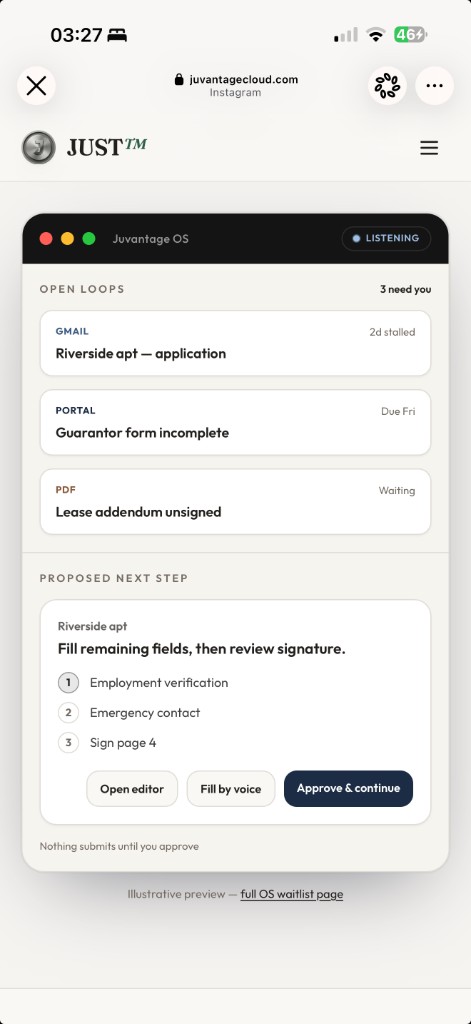 03:27
46
juvantagecloud.com
Instagram
J JUST™
Juvantage OS
LISTENING
OPEN LOOPS
3 need you
GMAIL
2d stalled
Riverside apt — application
PORTAL
Due Fri
Guarantor form incomplete
PDF
Waiting
Lease addendum unsigned
PROPOSED NEXT STEP
Riverside apt
Fill remaining fields, then review signature.
1 Employment verification
2 Emergency contact
3 Sign page 4
Open editor
Fill by voice
Approve & continue
Nothing submits until you approve
Illustrative preview — full OS waitlist page